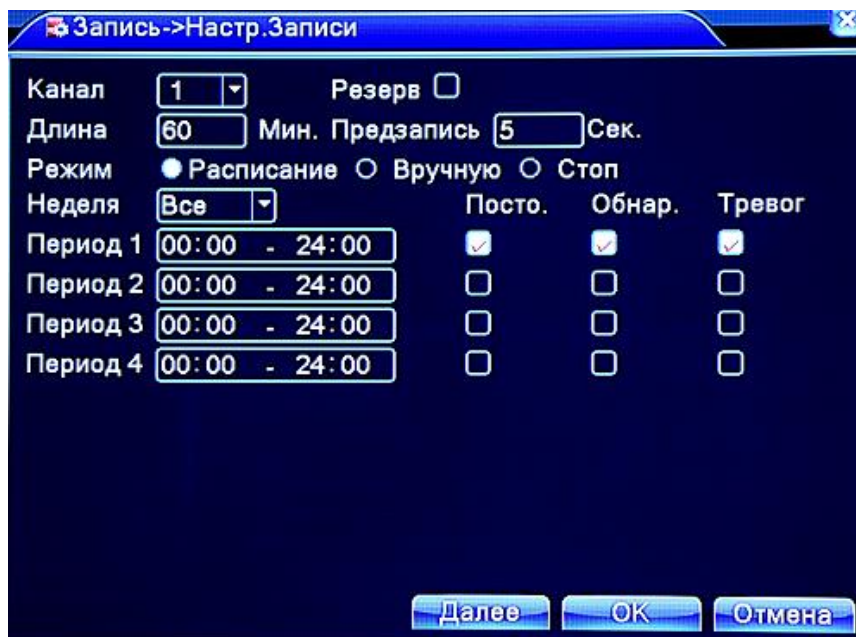 Запись->Настр.Записи
Канал 1 Резерв
Длина 60 Мин. Предзапись 5 Сек.
Режим Расписание Вручную Стоп
Неделя Все Посто. Обнар. Тревог
Период 1 00:00 - 24:00
Период 2 00:00 - 24:00
Период 3 00:00 - 24:00
Период 4 00:00 - 24:00
Далее OK Отмена